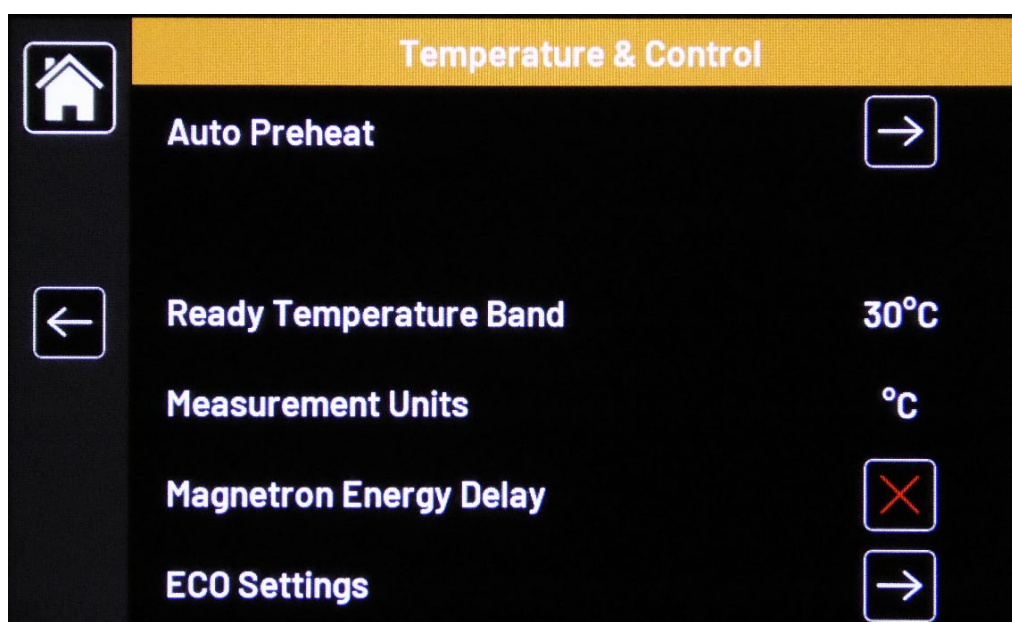 Temperature & Control
Auto Preheat
Ready Temperature Band 30°C
Measurement Units °C
Magnetron Energy Delay
ECO Settings